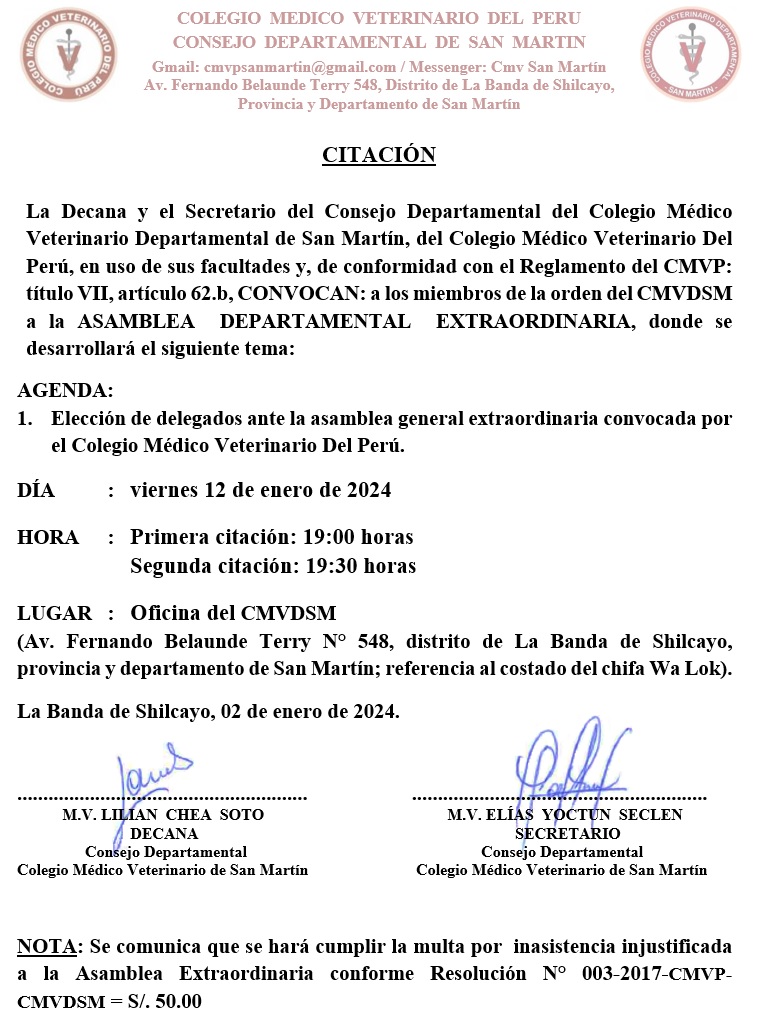 COLEGIO MEDICO VETERINARIO DEL PERU
CONSEJO DEPARTAMENTAL DE SAN MARTIN
Gmail: cmvpsanmartin@gmail.com / Messenger: Cmv San Martín
Av. Fernando Belaunde Terry 548, Distrito de La Banda de Shilcayo,
Provincia y Departamento de San Martín
COLEGIO MÉDICO VETERINARIO DEL PERÚ
COLEGIO MÉDICO VETERINARIO DEPARTAMENTAL - SAN MARTIN -
CITACIÓN
La Decana y el Secretario del Consejo Departamental del Colegio Médico
Veterinario Departamental de San Martín, del Colegio Médico Veterinario Del
Perú, en uso de sus facultades y, de conformidad con el Reglamento del CMVP:
título VII, artículo 62.b, CONVOCAN: a los miembros de la orden del CMVDSM
a la ASAMBLEA DEPARTAMENTAL EXTRAORDINARIA, donde se
desarrollará el siguiente tema:
AGENDA:
1. Elección de delegados ante la asamblea general extraordinaria convocada por
el Colegio Médico Veterinario Del Perú.
DÍA : viernes 12 de enero de 2024
HORA : Primera citación: 19:00 horas
Segunda citación: 19:30 horas
LUGAR : Oficina del CMVDSM
(Av. Fernando Belaunde Terry N° 548, distrito de La Banda de Shilcayo,
provincia y departamento de San Martín; referencia al costado del chifa Wa Lok).
La Banda de Shilcayo, 02 de enero de 2024.
M.V. LILIAN CHEA SOTO
DECANA
Consejo Departamental
Colegio Médico Veterinario de San Martín
M.V. ELÍAS YOCTUN SECLEN
SECRETARIO
Consejo Departamental
Colegio Médico Veterinario de San Martín
NOTA: Se comunica que se hará cumplir la multa por inasistencia injustificada
a la Asamblea Extraordinaria conforme Resolución N° 003-2017-CMVP-
CMVDSM = S/. 50.00